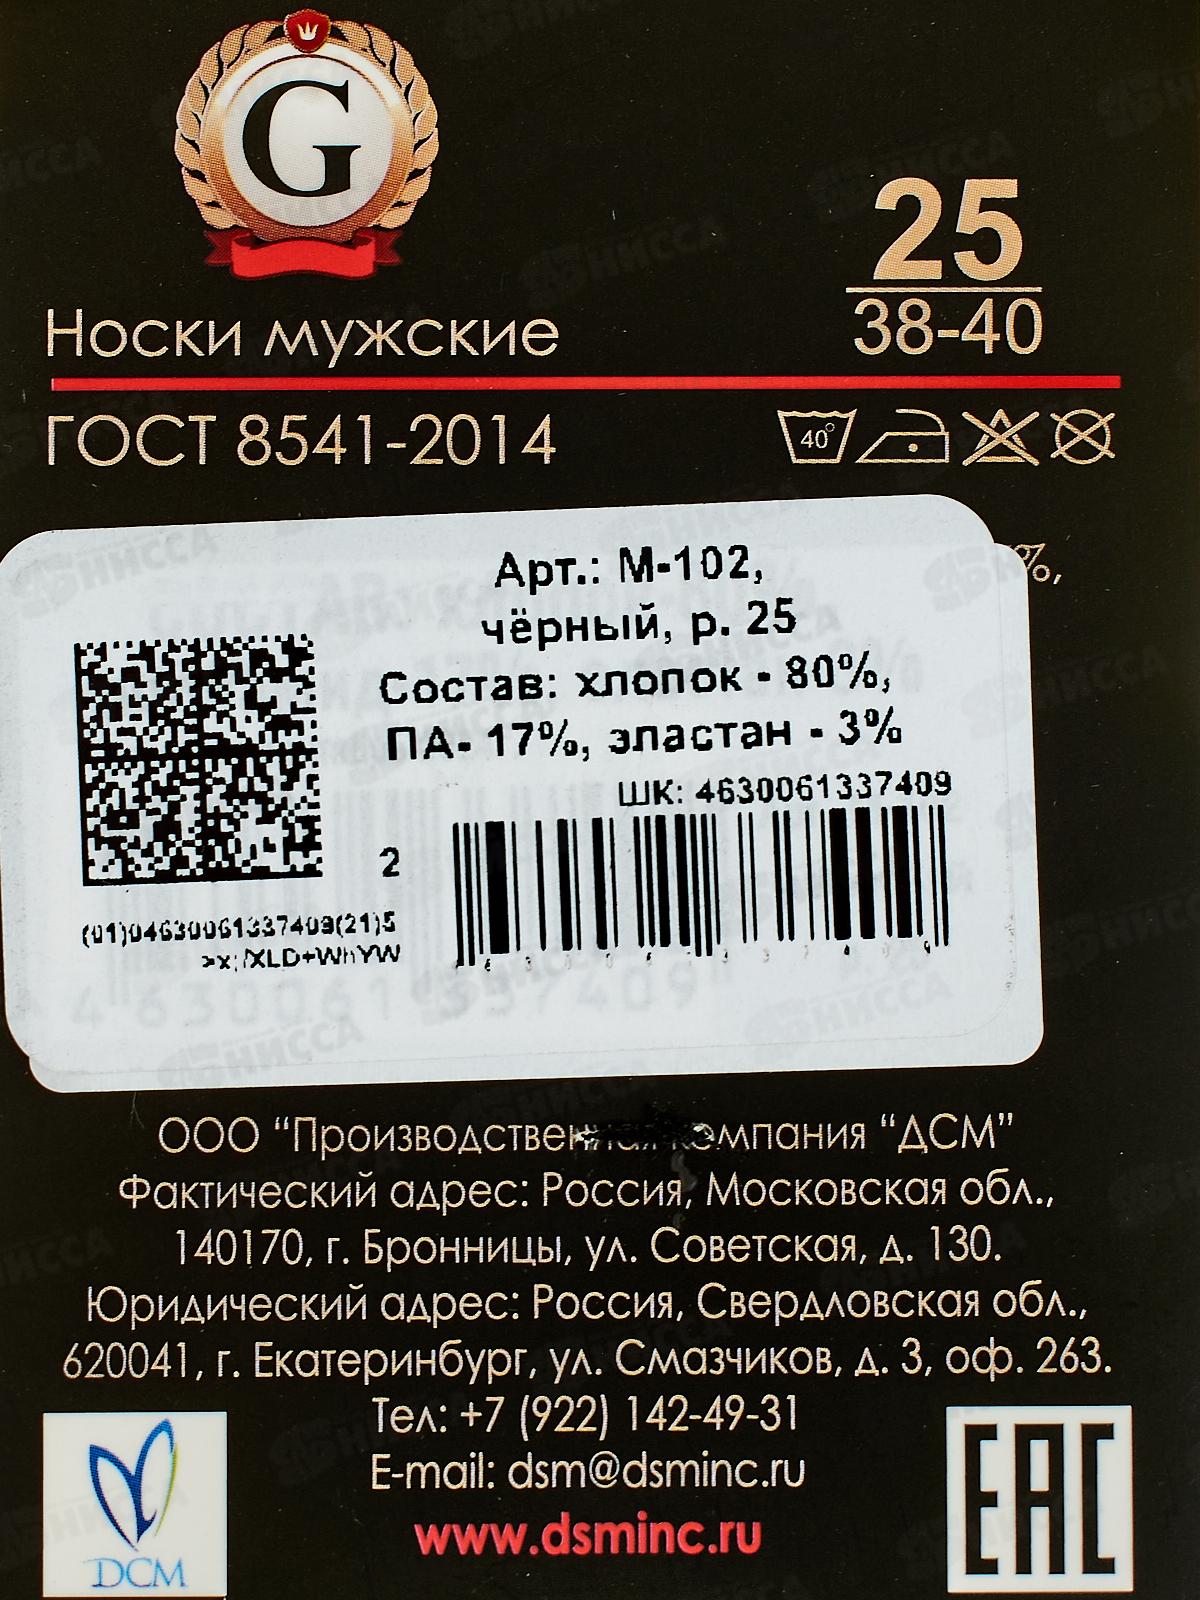 G
25
38-40
Носки мужские
ГОСТ 8541-2014
40°
%,
Арт.: М-102,
чёрный, р. 25
Состав: хлопок - 80%,
ПА- 17%, эластан - 3%
ШК: 4630061337409
2
(01)04630061337409(21)5
>x;/XLD+WhYW
4 630061 337409
ООО “Производственная компания “ДСМ”
Фактический адрес: Россия, Московская обл.,
140170, г. Бронницы, ул. Советская, д. 130.
Юридический адрес: Россия, Свердловская обл.,
620041, г. Екатеринбург, ул. Смазчиков, д. 3, оф. 263.
Тел: +7 (922) 142-49-31
E-mail: dsm@dsminc.ru
www.dsminc.ru
DCM
EAC